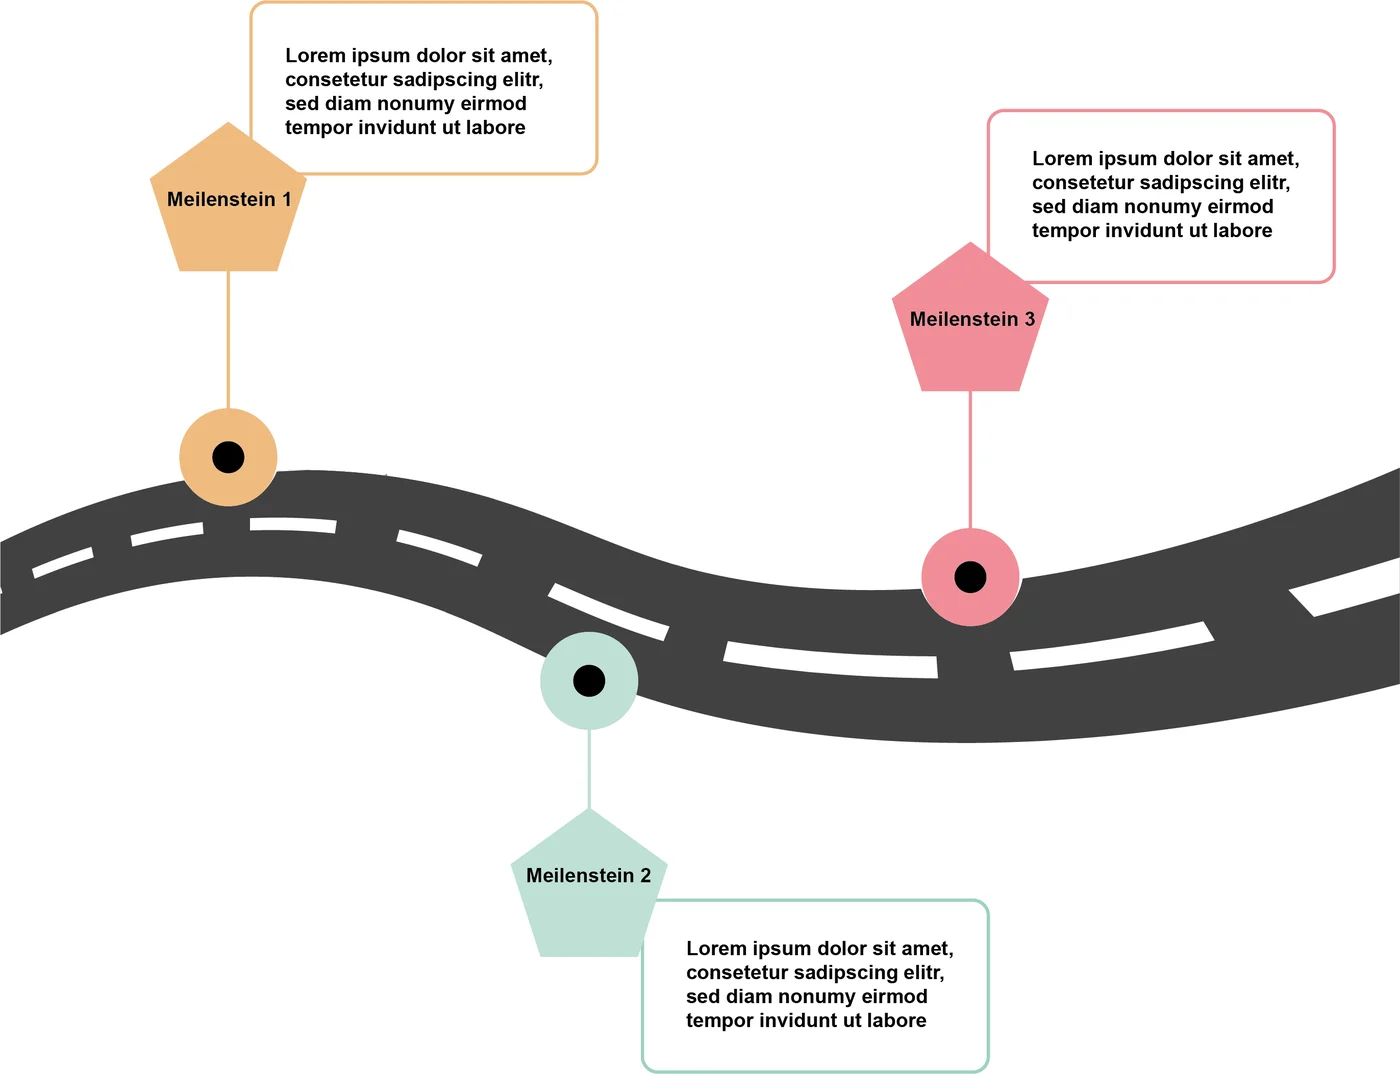 Lorem ipsum dolor sit amet,
consetetur sadipscing elitr,
sed diam nonumy eirmod
tempor invidunt ut labore
Meilenstein 1
Lorem ipsum dolor sit amet,
consetetur sadipscing elitr,
sed diam nonumy eirmod
tempor invidunt ut labore
Meilenstein 3
Meilenstein 2
Lorem ipsum dolor sit amet,
consetetur sadipscing elitr,
sed diam nonumy eirmod
tempor invidunt ut labore